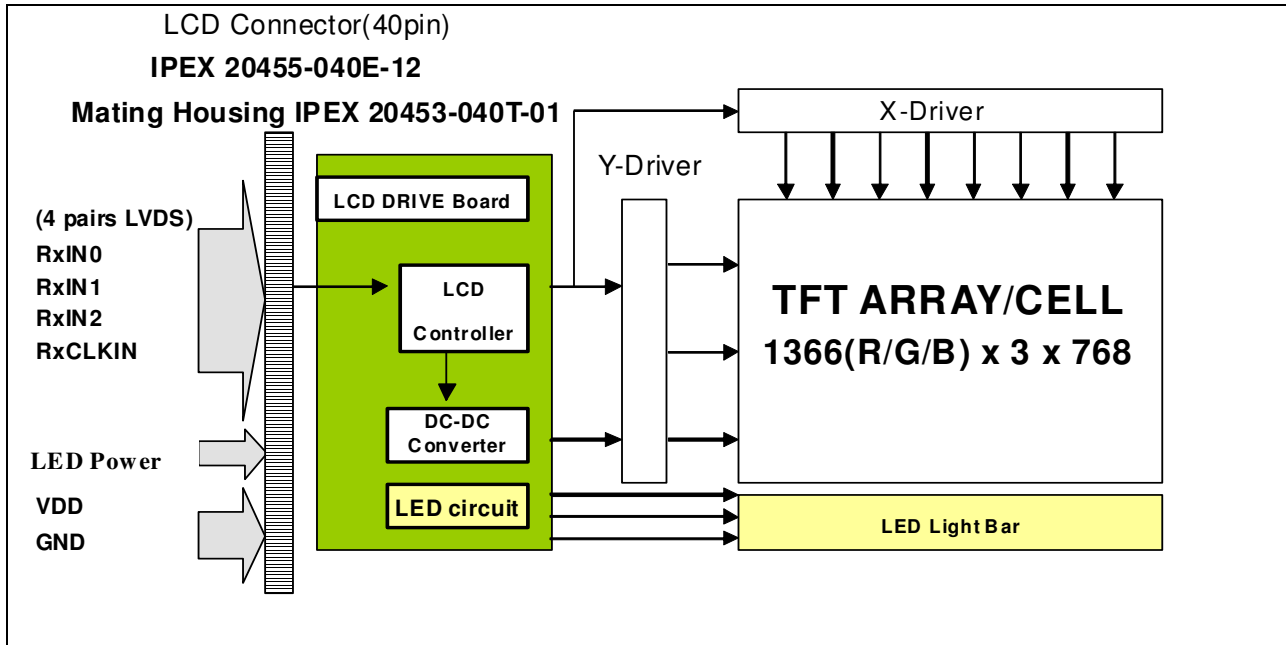 LCD Connector(40pin)
IPEX 20455-040E-12
Mating Housing IPEX 20453-040T-01
X-Driver
Y-Driver
LCD DRIVE Board
(4 pairs LVDS)
RxIN0
RxIN1
RxIN2
RxCLKIN
LCD
Controller
TFT ARRAY/CELL
1366(R/G/B) x 3 x 768
DC-DC
Converter
LED Power
VDD
GND
LED circuit
LED Light Bar